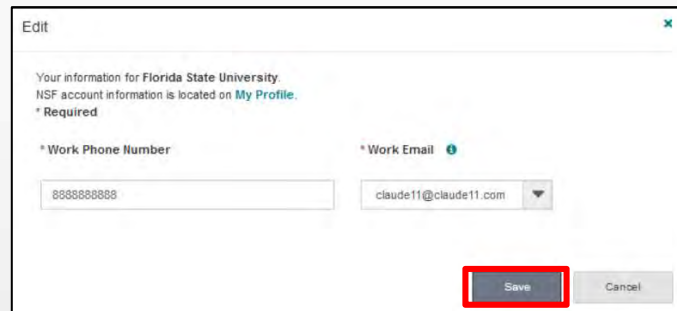 Edit ×
Your information for Florida State University.
NSF account information is located on My Profile.
* Required
* Work Phone Number * Work Email
8888888888 claude11@claude11.com
Save Cancel